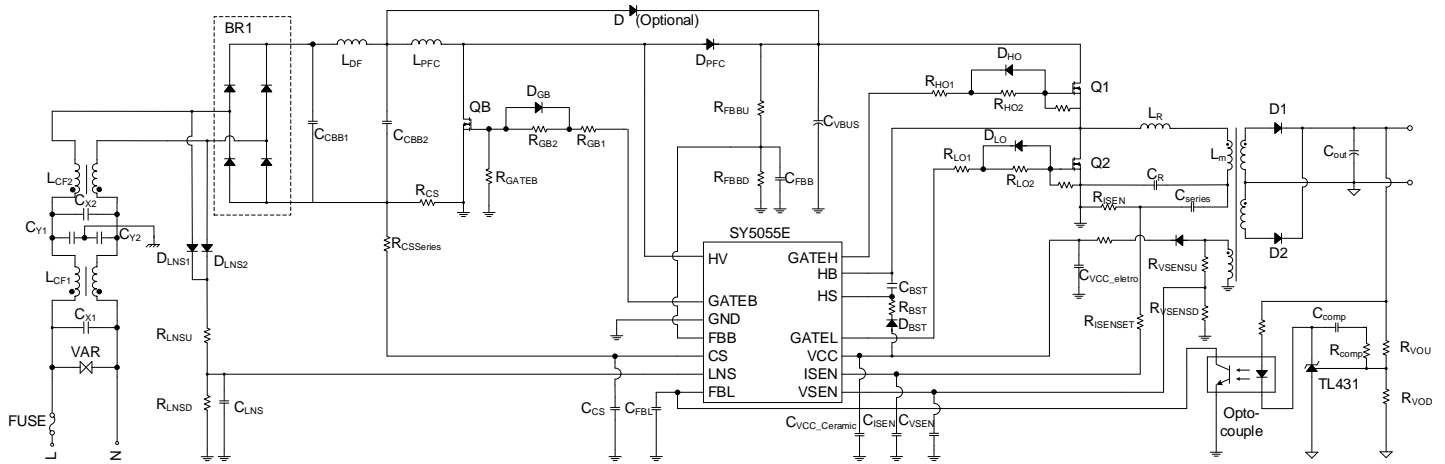 D (Optional)
BR1
LDF
LPFC
DPFC
DHO
RHO1
RHO2
Q1
DGB
QB
RGB2
RGB1
RFBBU
CVBUS
CCBB1
CCBB2
DLO
RLO1
RLO2
Q2
LR
D1
Lm
Cout
LCF2
RGATEB
RFBBD
CFBB
CR
CX2
RCS
RISEN
Cseries
CY1
CY2
SY5055E
RCSSeries
D2
DLNS1
DLNS2
LCF1
HV
GATEH
HB
HS
CBST
RBST
DBST
CVCC_eletro
RVSENSU
RVSENSD
GATEB
GND
FBB
CS
LNS
FBL
GATEL
VCC
ISEN
VSEN
CX1
RLNSU
RISENSET
Ccomp
Rcomp
RVOU
VAR
TL431
RLNSD
CLNS
RVOD
FUSE
CCS
CFBL
CVCC_Ceramic
CISEN
CVSEN
Opto-
couple
L
N